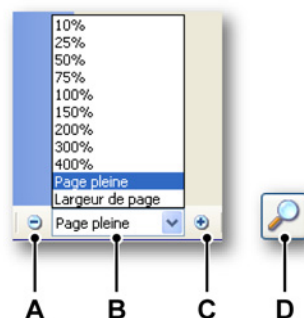 10%
25%
50%
75%
100%
150%
200%
300%
400%
Page pleine
Largeur de page
Page pleine
A B C D